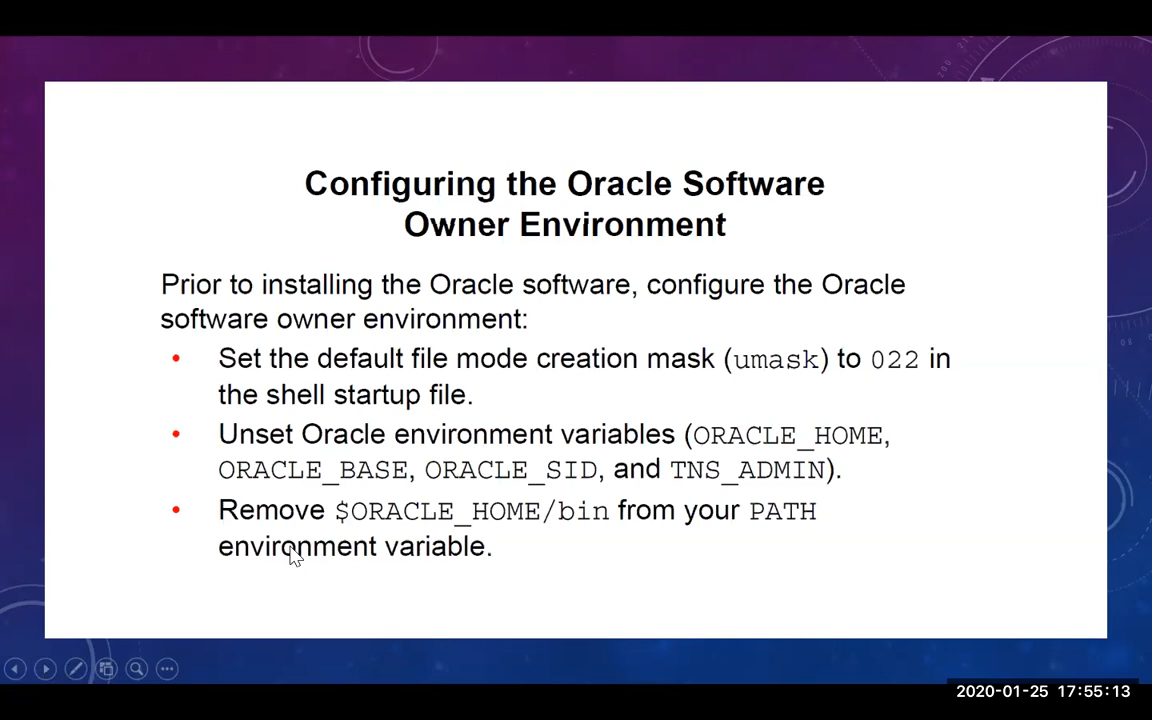 Configuring the Oracle Software
Owner Environment
Prior to installing the Oracle software, configure the Oracle
software owner environment:
• Set the default file mode creation mask (umask) to 022 in
the shell startup file.
• Unset Oracle environment variables (ORACLE_HOME,
ORACLE_BASE, ORACLE_SID, and TNS_ADMIN).
• Remove $ORACLE_HOME/bin from your PATH
environment variable.
2020-01-25 17:55:13